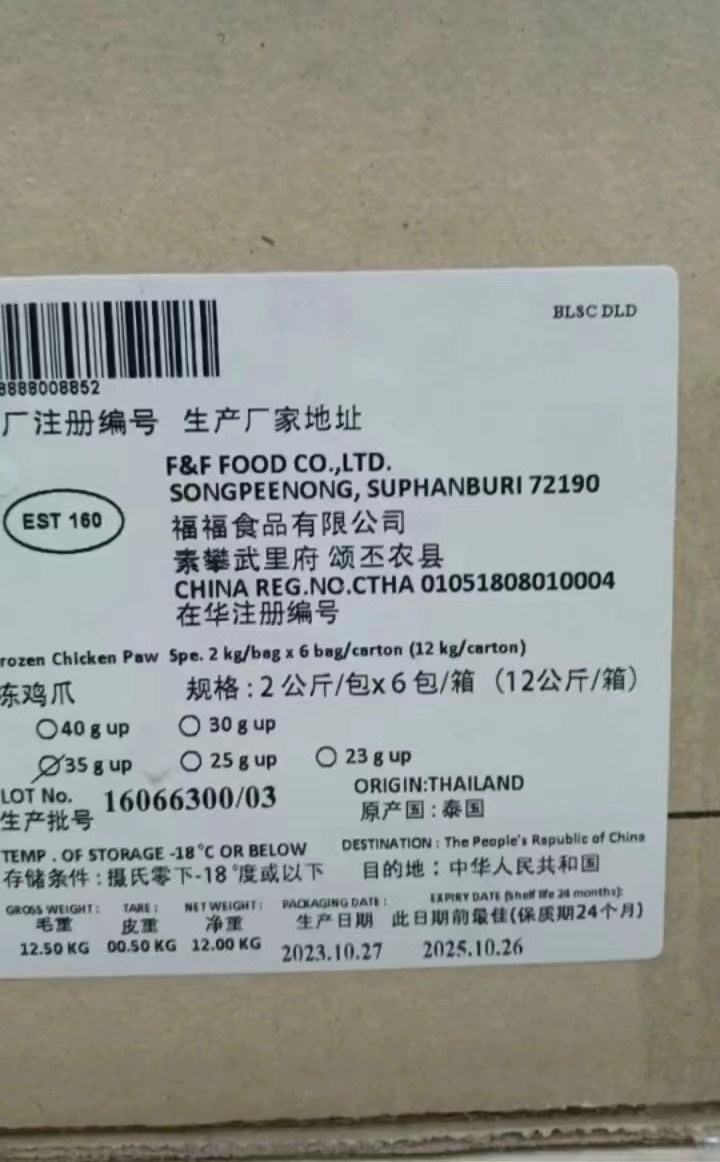 BLSC DLD
8888008852
厂注册编号 生产厂家地址
F&F FOOD CO.,LTD.
SONGPEENONG, SUPHANBURI 72190
EST 160
福福食品有限公司
素攀武里府 颂丕农县
CHINA REG.NO.CTHA 01051808010004
在华注册编号
rozen Chicken Paw Spe. 2 kg/bag x 6 bag/carton (12 kg/carton)
冻鸡爪 规格:2公斤/包x6包/箱 (12公斤/箱)
40 g up 30 g up
35 g up 25 g up 23 g up
LOT No. 16066300/03 ORIGIN:THAILAND
生产批号 原产国:泰国
TEMP . OF STORAGE -18°C OR BELOW DESTINATION : The People's Republic of China
存储条件:摄氏零下-18°度或以下 目的地:中华人民共和国
GROSS WEIGHT: TARE: NET WEIGHT: PACKAGING DATE: EXPIRY DATE (Shelf life 24 months):
毛重 皮重 净重 生产日期 此日期前最佳(保质期24个月)
12.50 KG 00.50 KG 12.00 KG 2023.10.27 2025.10.26